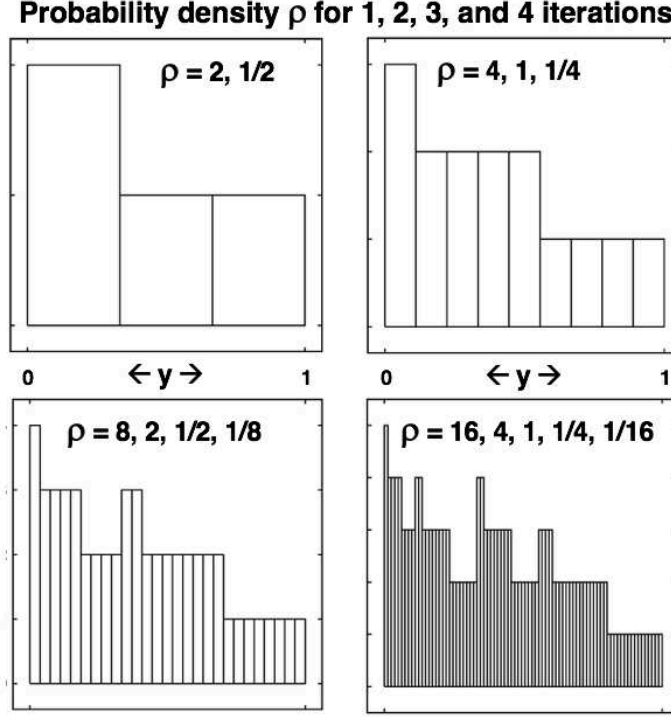 Probability density ρ for 1, 2, 3, and 4 iterations
ρ = 2, 1/2
ρ = 4, 1, 1/4
0 ← y → 1
0 ← y → 1
ρ = 8, 2, 1/2, 1/8
ρ = 16, 4, 1, 1/4, 1/16